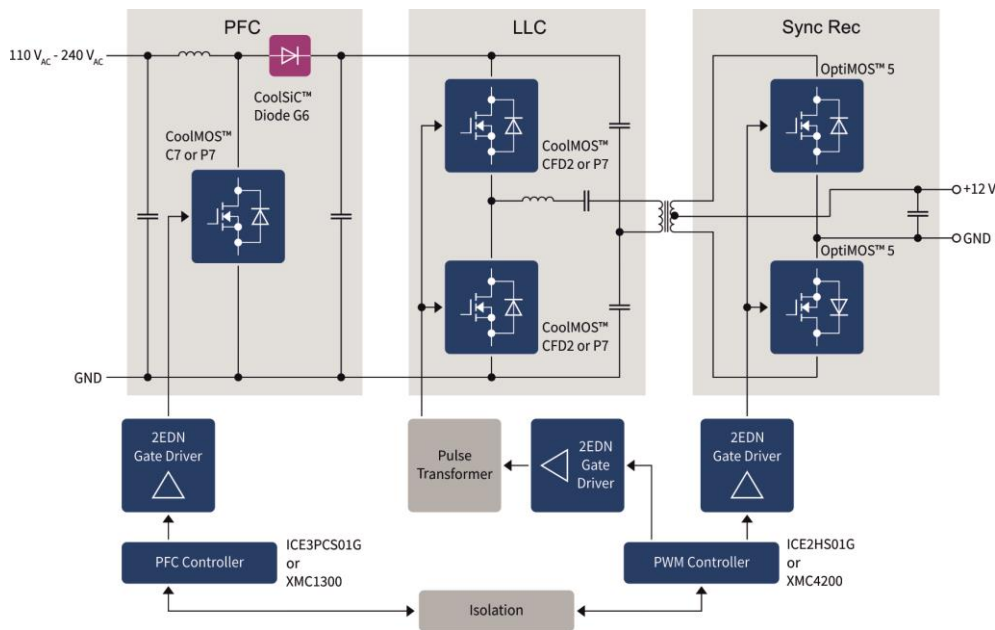 PFC
LLC
Sync Rec
110 VAC - 240 VAC
CoolSiC™
Diode G6
CoolMOS™
C7 or P7
CoolMOS™
CFD2 or P7
CoolMOS™
CFD2 or P7
OptiMOS™ 5
+12 V
GND
OptiMOS™ 5
GND
2EDN
Gate Driver
Pulse
Transformer
2EDN
Gate
Driver
2EDN
Gate Driver
PFC Controller
ICE3PCS01G
or
XMC1300
PWM Controller
ICE2HS01G
or
XMC4200
Isolation